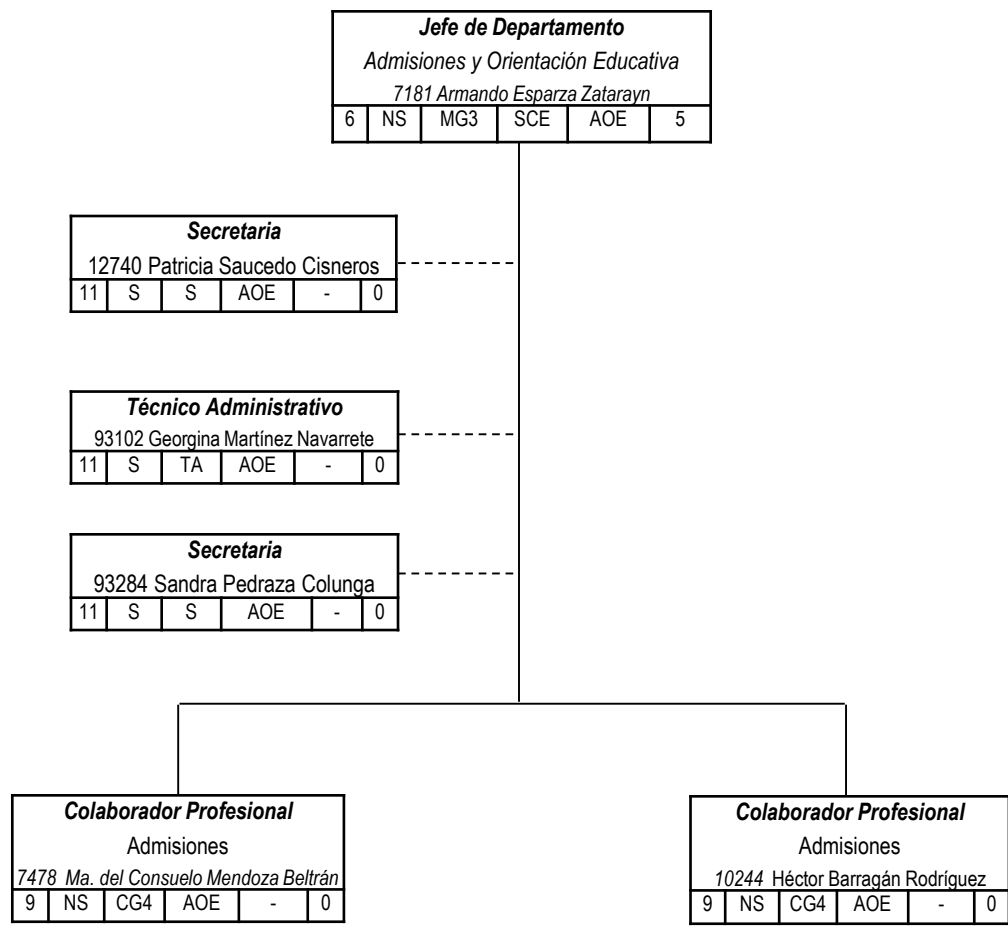 Jefe de Departamento
Admisiones y Orientación Educativa
7181 Armando Esparza Zatarayn
6 NS MG3 SCE AOE 5
Secretaria
12740 Patricia Saucedo Cisneros
11 S S AOE - 0
Técnico Administrativo
93102 Georgina Martínez Navarrete
11 S TA AOE - 0
Secretaria
93284 Sandra Pedraza Colunga
11 S S AOE - 0
Colaborador Profesional
Admisiones
7478 Ma. del Consuelo Mendoza Beltrán
9 NS CG4 AOE - 0
Colaborador Profesional
Admisiones
10244 Héctor Barragán Rodríguez
9 NS CG4 AOE - 0